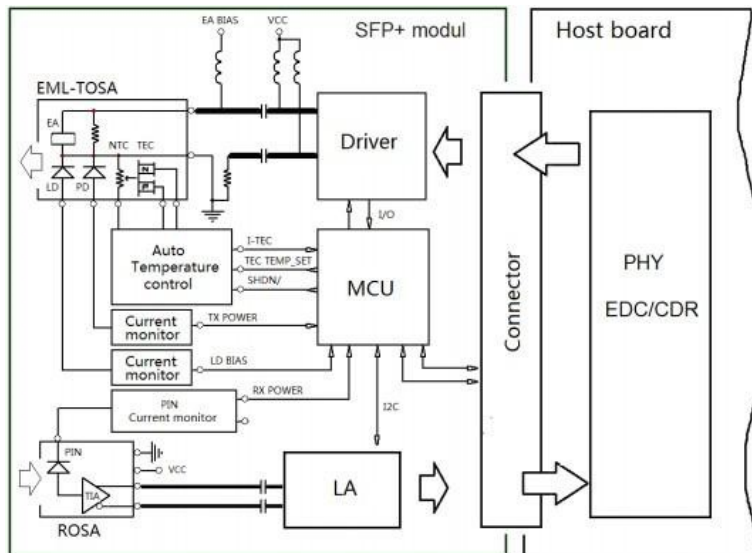 EA BIAS
VCC
SFP+ modul
Host board
EML-TOSA
EA
NTC
TEC
LD
PD
N
P
Driver
I/O
Auto
Temperature
control
I-TEC
TEC TEMP_SET
SHDN/
MCU
Connector
PHY
EDC/CDR
Current
monitor
TX POWER
Current
monitor
LD BIAS
PIN
Current monitor
RX POWER
I2C
PIN
VCC
TIA
LA
ROSA